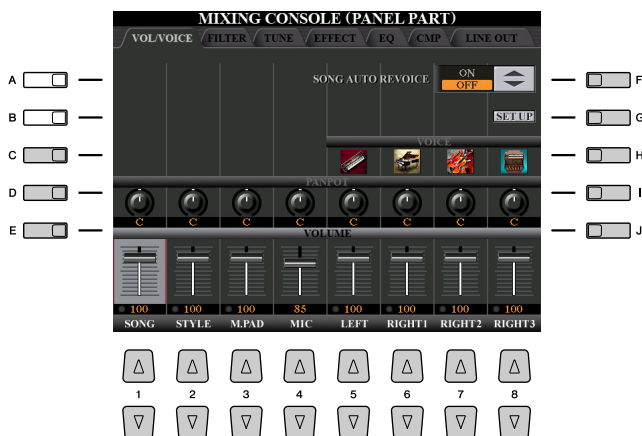 MIXING CONSOLE (PANEL PART)
VOL/VOICE FILTER TUNE EFFECT EQ CMP LINE OUT
A SONG AUTO REVOICE ON F
OFF
B SET UP G
VOICE
C H
PANPOT
D I
C C C C C C C C
E VOLUME J
100 100 100 85 100 100 100 100
SONG STYLE M.PAD MIC LEFT RIGHT1 RIGHT2 RIGHT3
1 2 3 4 5 6 7 8